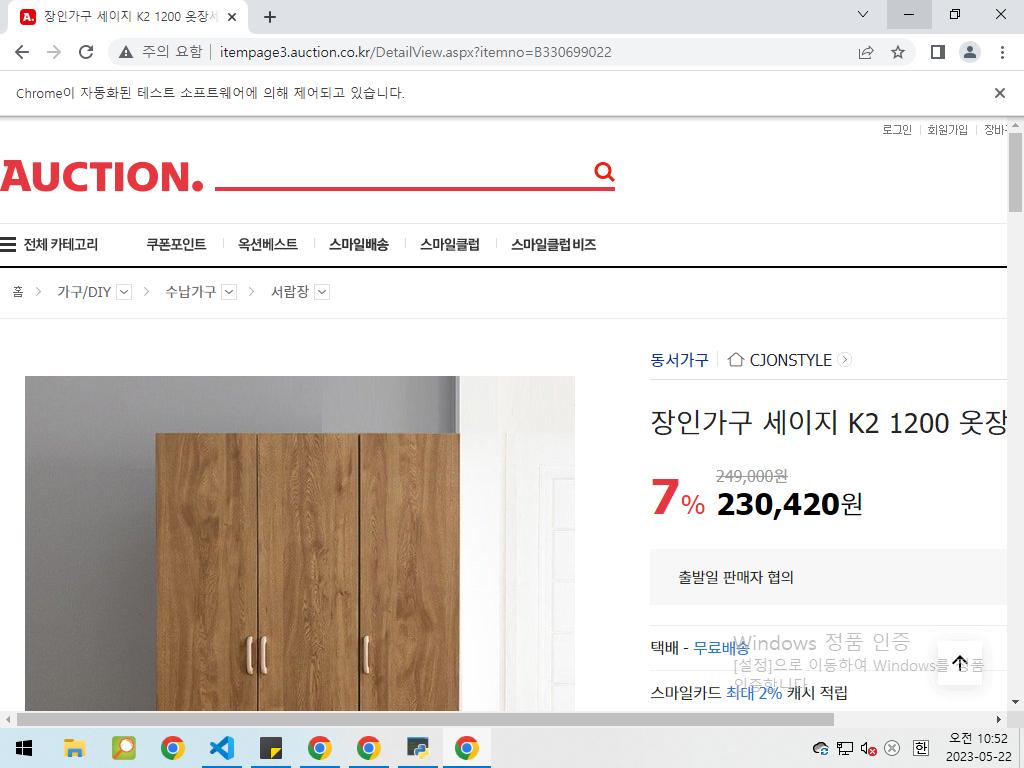 장인가구 세이지 K2 1200 옷장
주의 요함 itempage3.auction.co.kr/DetailView.aspx?itemno=B330699022
Chrome이 자동화된 테스트 소프트웨어에 의해 제어되고 있습니다.
로그인 회원가입
AUCTION.
전체 카테고리 쿠폰포인트 옥션베스트 스마일배송 스마일클럽 스마일클럽 비즈
홈 가구/DIY 수납가구 서랍장
동서가구 CJONSTYLE
장인가구 세이지 K2 1200 옷장
249,000원
7% 230,420원
출발일 판매자 협의
택배 - 무료배송
Windows 정품 인증
[설정]으로 이동하여 Windows를 정품
인증합니다.
스마일카드 최대 2% 캐시 적립
한
오전 10:52
2023-05-22